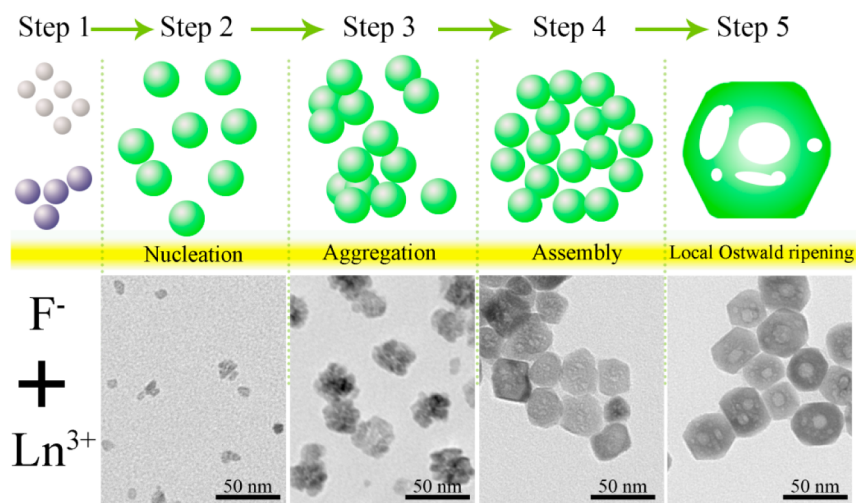 Step 1 Step 2 Step 3 Step 4 Step 5
Nucleation Aggregation Assembly Local Ostwald ripening
F-
+
Ln3+
50 nm 50 nm 50 nm 50 nm